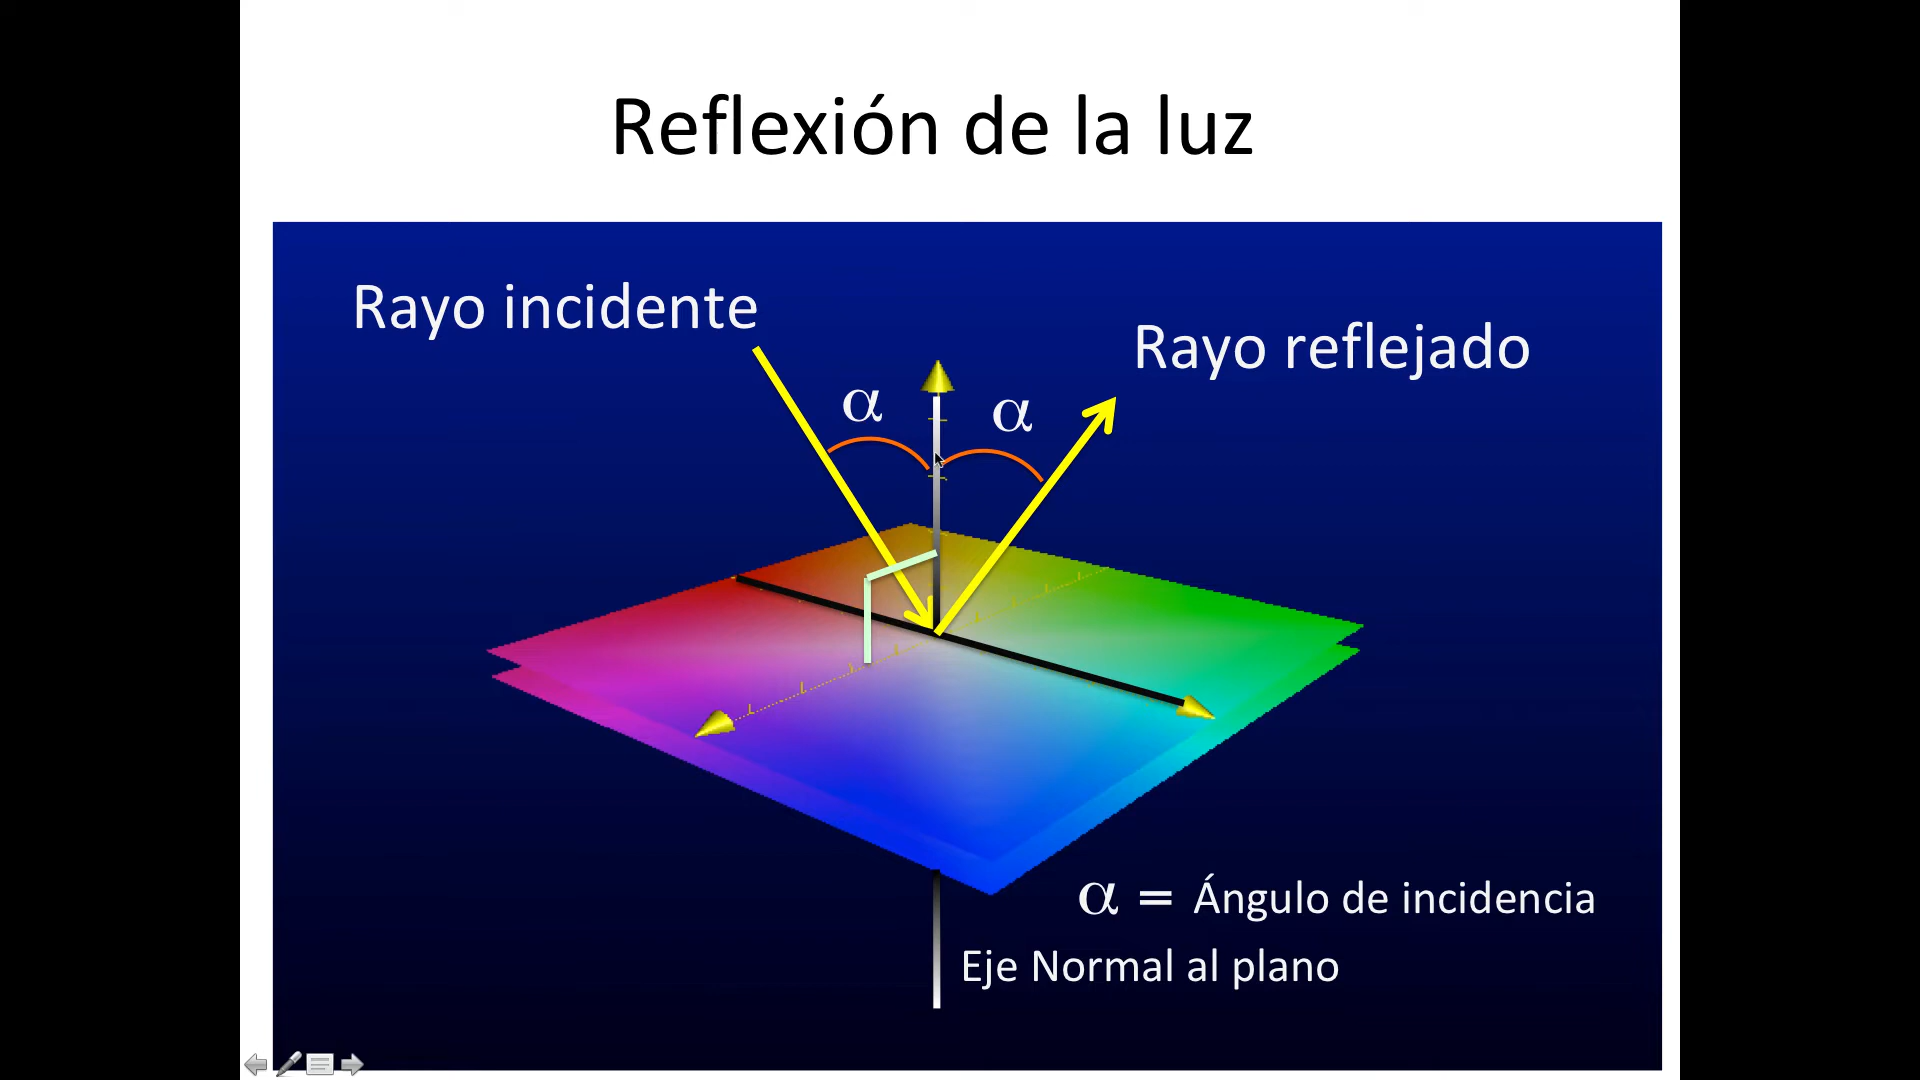 Reflexión de la luz
Rayo incidente
Rayo reflejado
α
α
α = Ángulo de incidencia
Eje Normal al plano